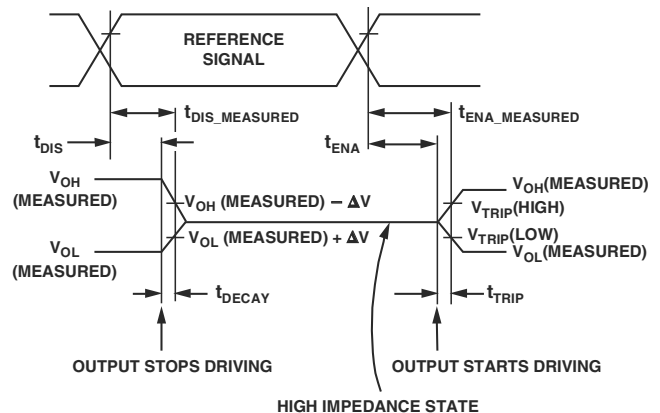 REFERENCE
SIGNAL
tDIS_MEASURED
tENA_MEASURED
tDIS
tENA
VOH
(MEASURED)
VOH (MEASURED) – ΔV
VOH(MEASURED)
VTRIP(HIGH)
VOL
(MEASURED)
VOL (MEASURED) + ΔV
VTRIP(LOW)
VOL(MEASURED)
tDECAY
tTRIP
OUTPUT STOPS DRIVING
OUTPUT STARTS DRIVING
HIGH IMPEDANCE STATE